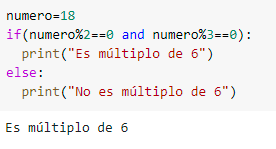 numero=18
if(numero%2==0 and numero%3==0):
  print("Es múltiplo de 6")
else:
  print("No es múltiplo de 6")
Es múltiplo de 6